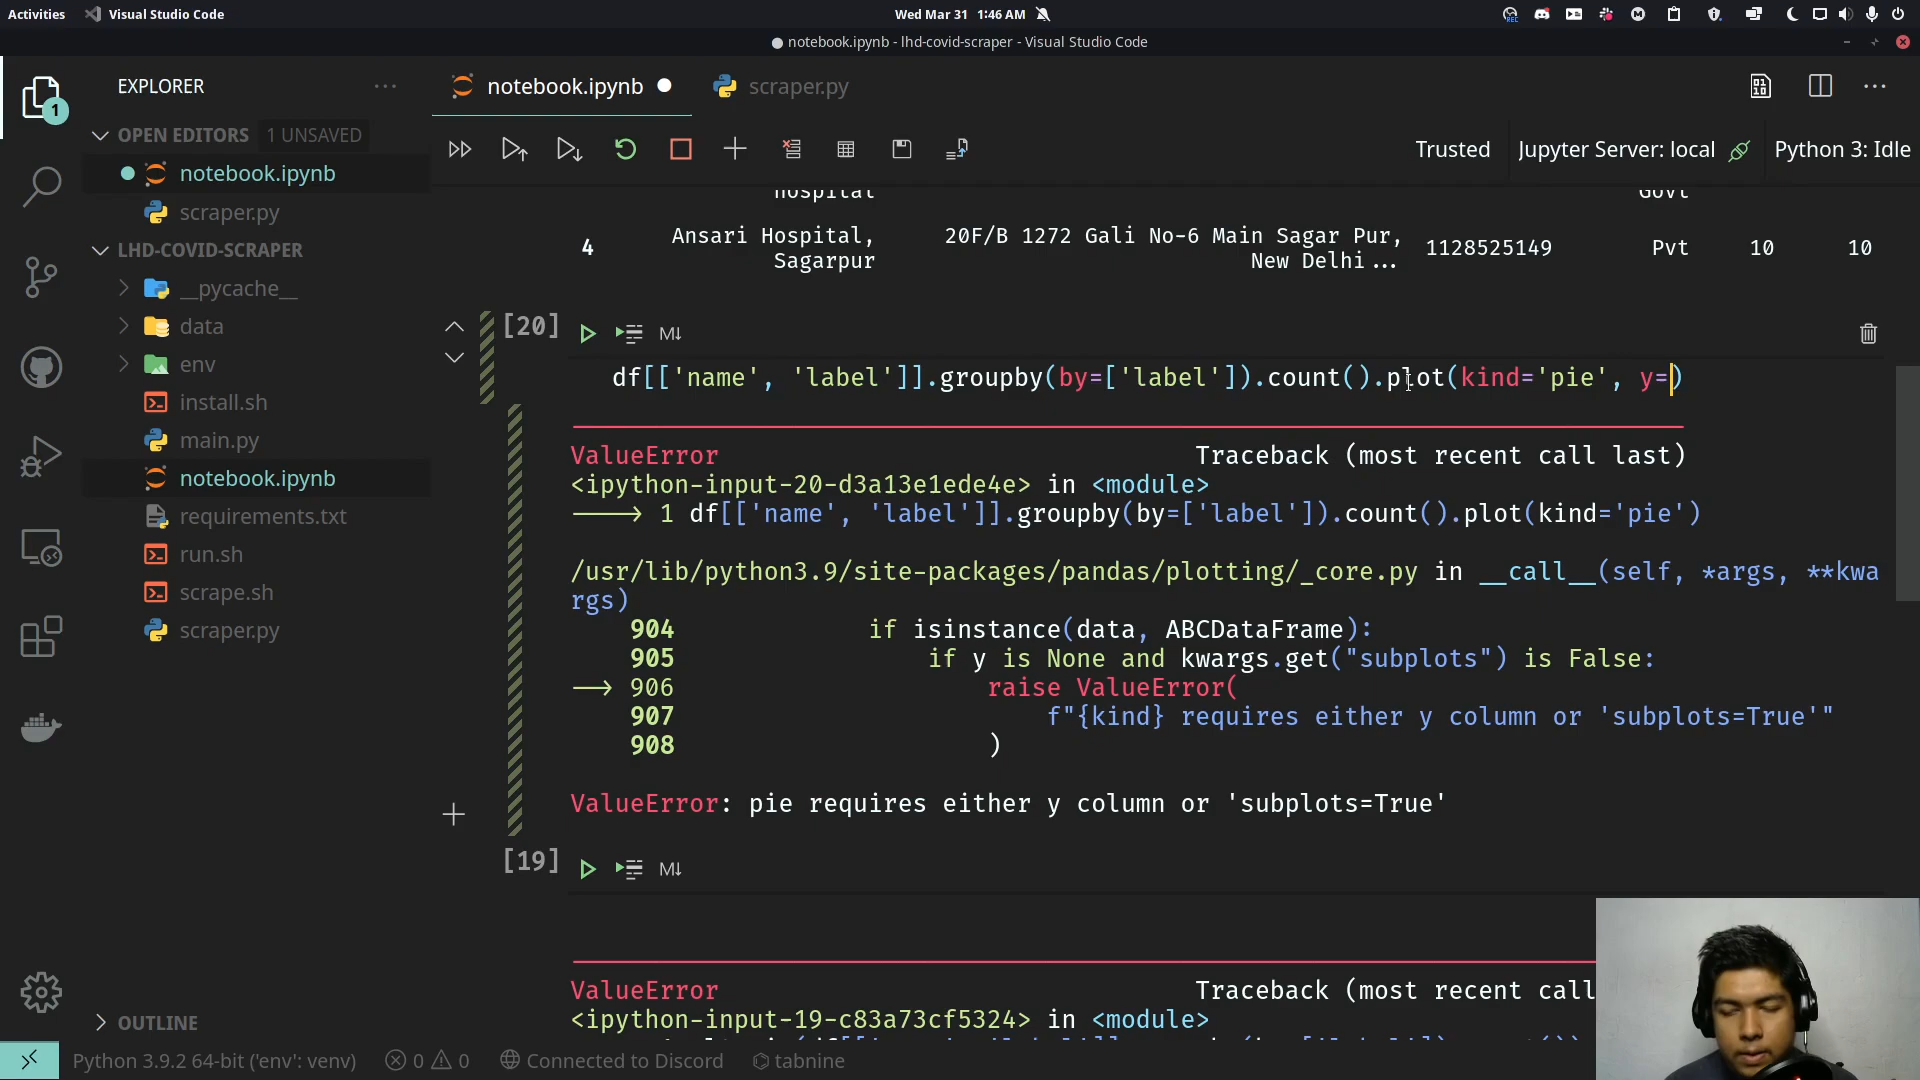 Activities Visual Studio Code Wed Mar 31 1:46 AM
notebook.ipynb - lhd-covid-scraper - Visual Studio Code
EXPLORER
notebook.ipynb scraper.py
OPEN EDITORS 1 UNSAVED
notebook.ipynb
scraper.py
LHD-COVID-SCRAPER
__pycache__
data
env
install.sh
main.py
notebook.ipynb
requirements.txt
run.sh
scrape.sh
scraper.py
OUTLINE
1
Trusted Jupyter Server: local Python 3: Idle
hospital Govt
4 Ansari Hospital, 20F/B 1272 Gali No-6 Main Sagar Pur, 1128525149 Pvt 10 10
Sagarpur New Delhi...
[20] M↓
df[['name', 'label']].groupby(by=['label']).count().plot(kind='pie', y=)
ValueError Traceback (most recent call last)
<ipython-input-20-d3a13e1ede4e> in <module>
----> 1 df[['name', 'label']].groupby(by=['label']).count().plot(kind='pie')
/usr/lib/python3.9/site-packages/pandas/plotting/_core.py in __call__(self, *args, **kwa
rgs)
904 if isinstance(data, ABCDataFrame):
905 if y is None and kwargs.get("subplots") is False:
--> 906 raise ValueError(
907 f"{kind} requires either y column or 'subplots=True'"
908 )
ValueError: pie requires either y column or 'subplots=True'
[19] M↓
ValueError Traceback (most recent call
<ipython-input-19-c83a73cf5324> in <module>
Python 3.9.2 64-bit ('env': venv) 0 0 Connected to Discord tabnine